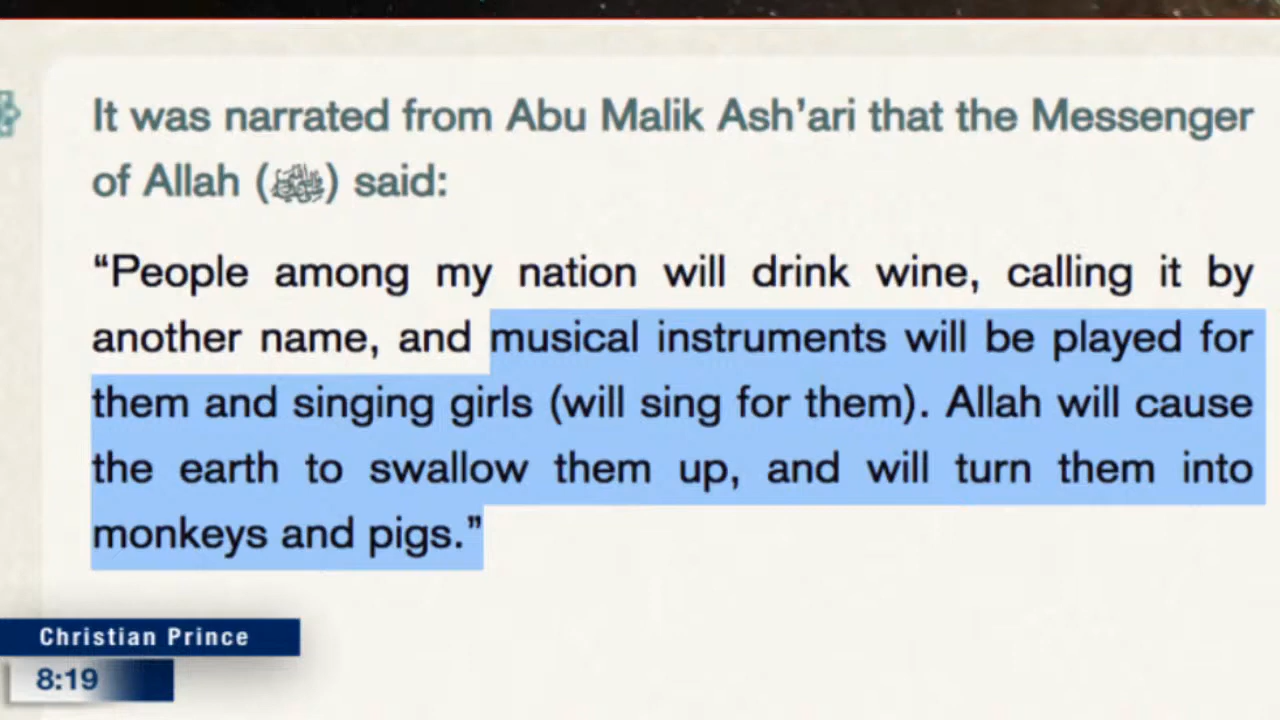 It was narrated from Abu Malik Ash'ari that the Messenger
of Allah (ﷺ) said:
“People among my nation will drink wine, calling it by
another name, and musical instruments will be played for
them and singing girls (will sing for them). Allah will cause
the earth to swallow them up, and will turn them into
monkeys and pigs.”
Christian Prince
8:19